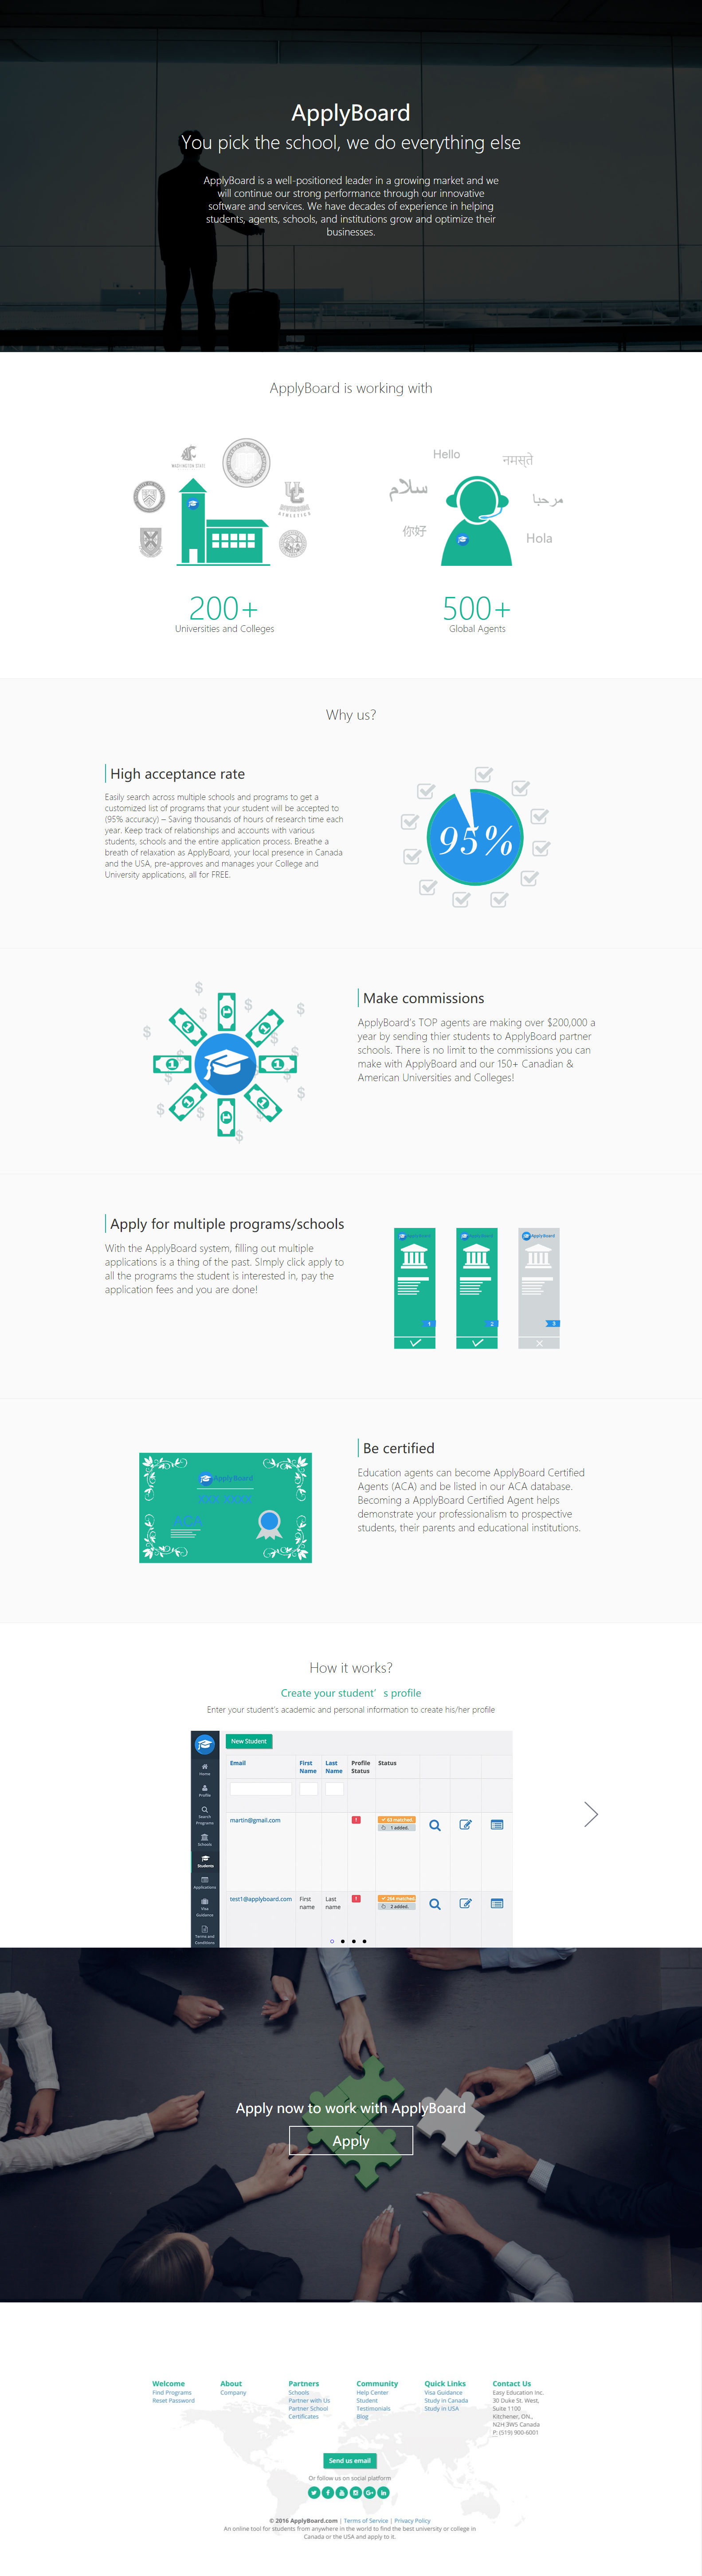 ApplyBoard
You pick the school, we do everything else
ApplyBoard is a well-positioned leader in a growing market and we
will continue our strong performance through our innovative
software and services. We have decades of experience in helping
students, agents, schools, and institutions grow and optimize their
businesses.
ApplyBoard is working with
WASHINGTON STATE
UC
RIVERSIDE
ATHLETICS
Hello
नमस्ते
سلام
مرحبا
你好
Hola
200+
Universities and Colleges
500+
Global Agents
Why us?
High acceptance rate
Easily search across multiple schools and programs to get a
customized list of programs that your student will be accepted to
(95% accuracy) – Saving thousands of hours of research time each
year. Keep track of relationships and accounts with various
students, schools and the entire application process. Breathe a
breath of relaxation as ApplyBoard, your local presence in Canada
and the USA, pre-approves and manages your College and
University applications, all for FREE.
95%
Make commissions
ApplyBoard's TOP agents are making over $200,000 a
year by sending thier students to ApplyBoard partner
schools. There is no limit to the commissions you can
make with ApplyBoard and our 150+ Canadian &
American Universities and Colleges!
Apply for multiple programs/schools
With the ApplyBoard system, filling out multiple
applications is a thing of the past. Simply click apply to
all the programs the student is interested in, pay the
application fees and you are done!
ApplyBoard
ApplyBoard
ApplyBoard
1
2
3
ApplyBoard
XXX XXXX
ACA
Be certified
Education agents can become ApplyBoard Certified
Agents (ACA) and be listed in our ACA database.
Becoming a ApplyBoard Certified Agent helps
demonstrate your professionalism to prospective
students, their parents and educational institutions.
How it works?
Create your student's profile
Enter your student's academic and personal information to create his/her profile
New Student
Email
First Name
Last Name
Profile Status
Status
Home
Profile
Search Programs
Schools
Students
Applications
Visa Guidance
Terms and Conditions
martin@gmail.com
!
62 matched.
1 added.
test1@applyboard.com
First name
Last name
!
264 matched.
2 added.
Apply now to work with ApplyBoard
Apply
Welcome
Find Programs
Reset Password
About
Company
Partners
Schools
Partner with Us
Partner School
Certificates
Community
Help Center
Student
Testimonials
Blog
Quick Links
Visa Guidance
Study in Canada
Study in USA
Contact Us
Easy Education Inc.
30 Duke St. West,
Suite 1100
Kitchener, ON.,
N2H 3W5 Canada
P: (519) 900-6001
Send us email
Or follow us on social platform
© 2016 ApplyBoard.com | Terms of Service | Privacy Policy
An online tool for students from anywhere in the world to find the best university or college in
Canada or the USA and apply to it.